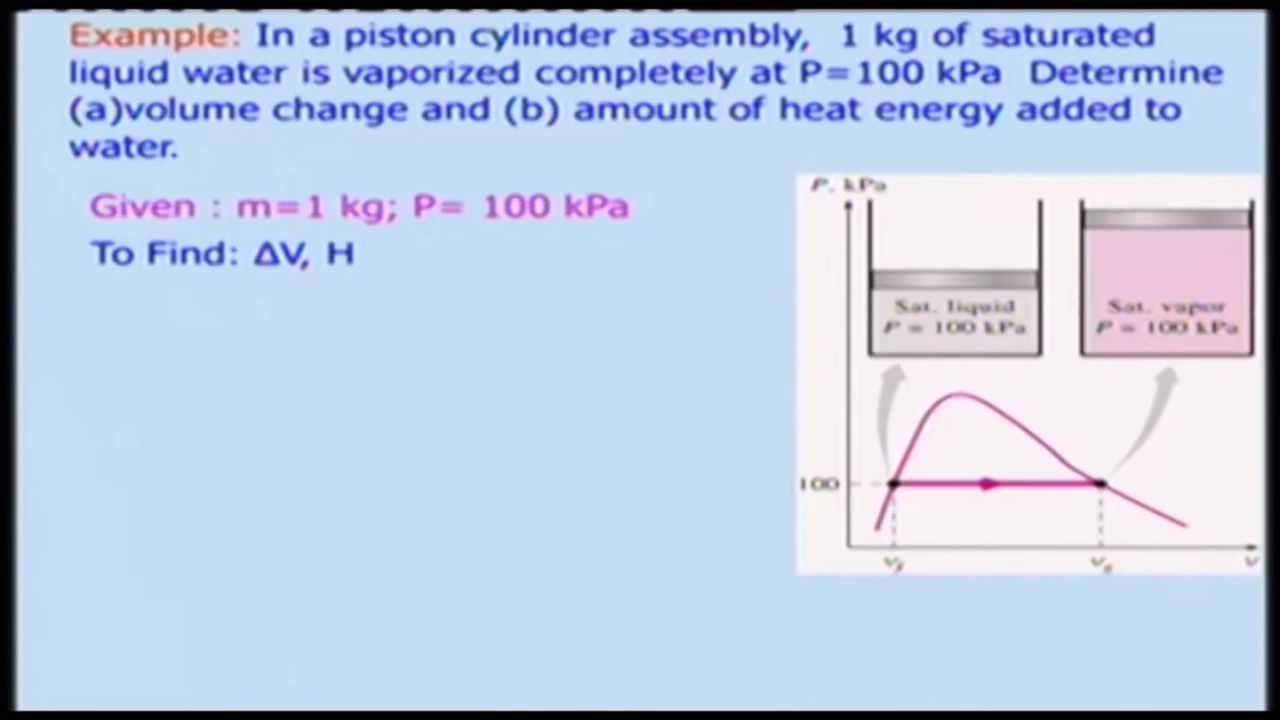 Example: In a piston cylinder assembly, 1 kg of saturated
liquid water is vaporized completely at P=100 kPa Determine
(a)volume change and (b) amount of heat energy added to
water.
Given : m=1 kg; P= 100 kPa
To Find: ΔV, H
P, kPa
Sat. liquid
P = 100 kPa
Sat. vapor
P = 100 kPa
100
vf
vg
v